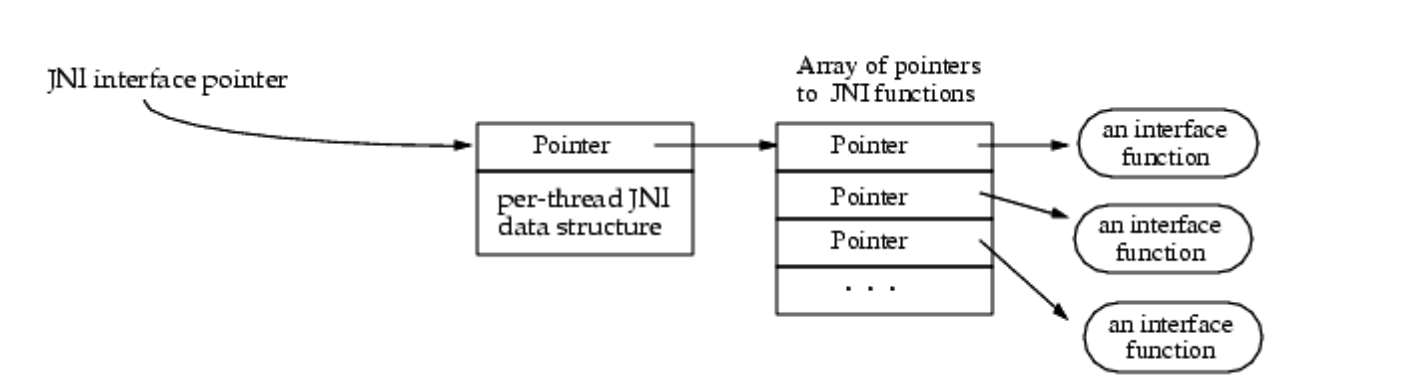 JNI interface pointer
Array of pointers
to JNI functions
Pointer
per-thread JNI
data structure
Pointer
Pointer
Pointer
. . .
an interface
function
an interface
function
an interface
function